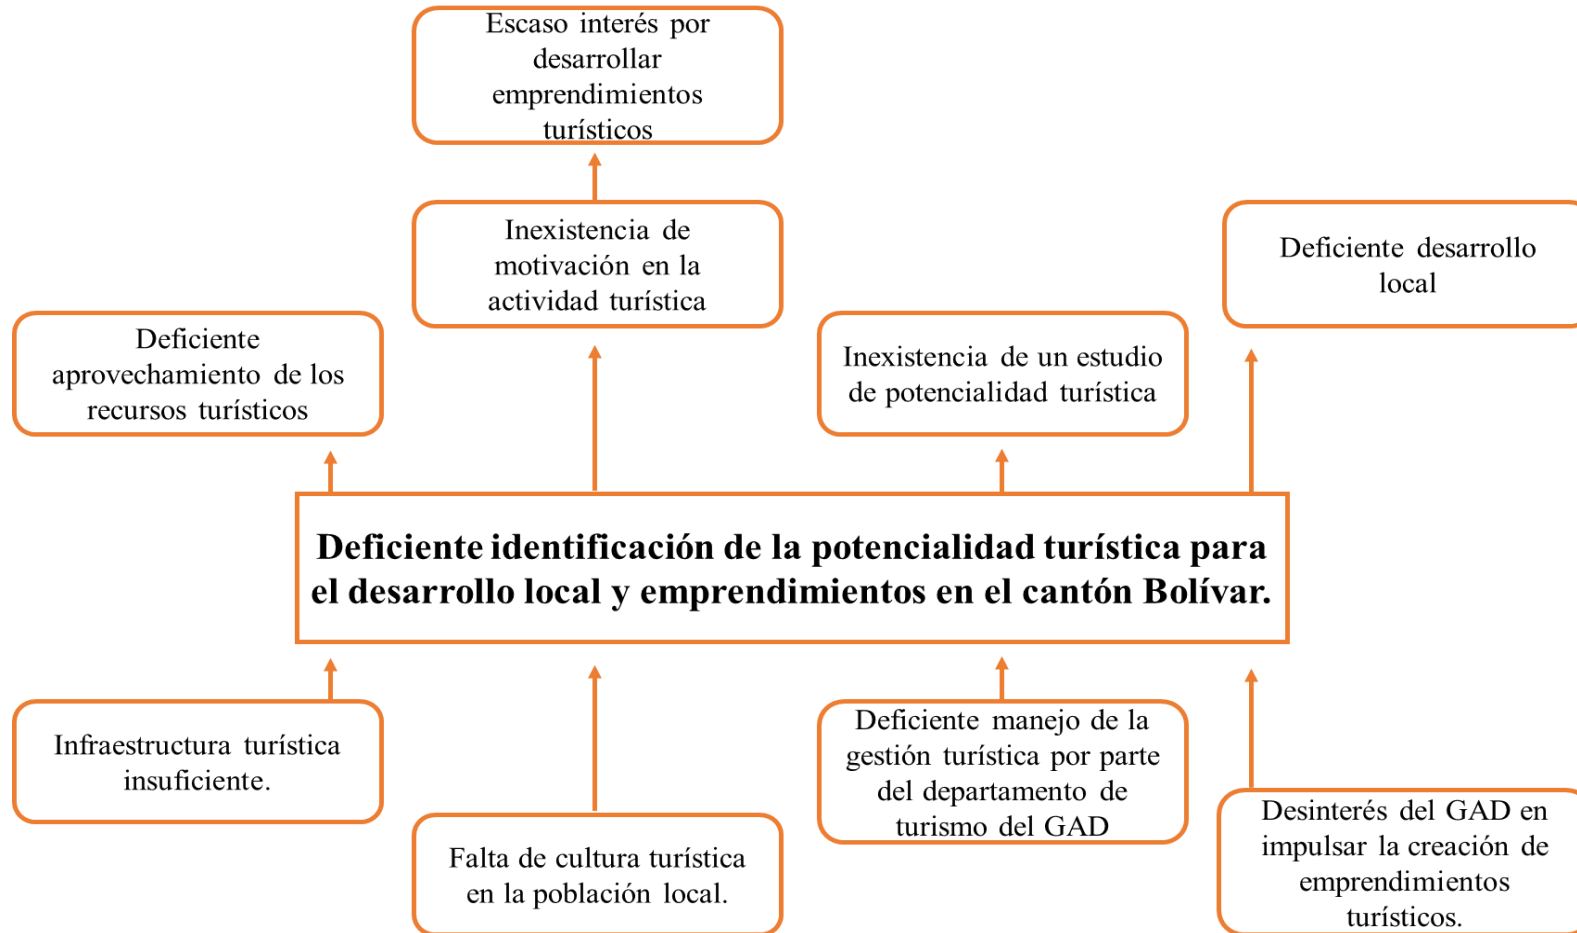 Escaso interés por
desarrollar
emprendimientos
turísticos
Inexistencia de
motivación en la
actividad turística
Deficiente desarrollo
local
Deficiente
aprovechamiento de los
recursos turísticos
Inexistencia de un estudio
de potencialidad turística
Deficiente identificación de la potencialidad turística para
el desarrollo local y emprendimientos en el cantón Bolívar.
Infraestructura turística
insuficiente.
Falta de cultura turística
en la población local.
Deficiente manejo de la
gestión turística por parte
del departamento de
turismo del GAD
Desinterés del GAD en
impulsar la creación de
emprendimientos
turísticos.